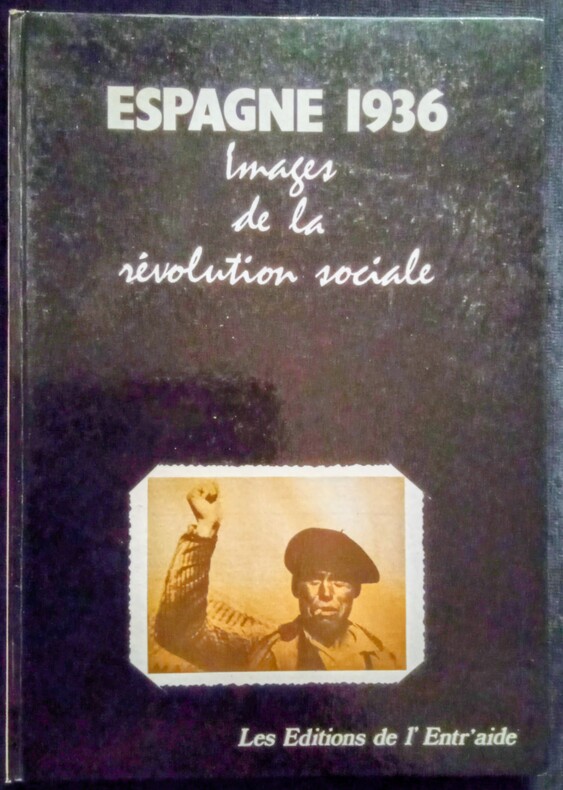 ESPAGNE 1936
Images
de la
révolution sociale
Les Editions de l'Entr'aide